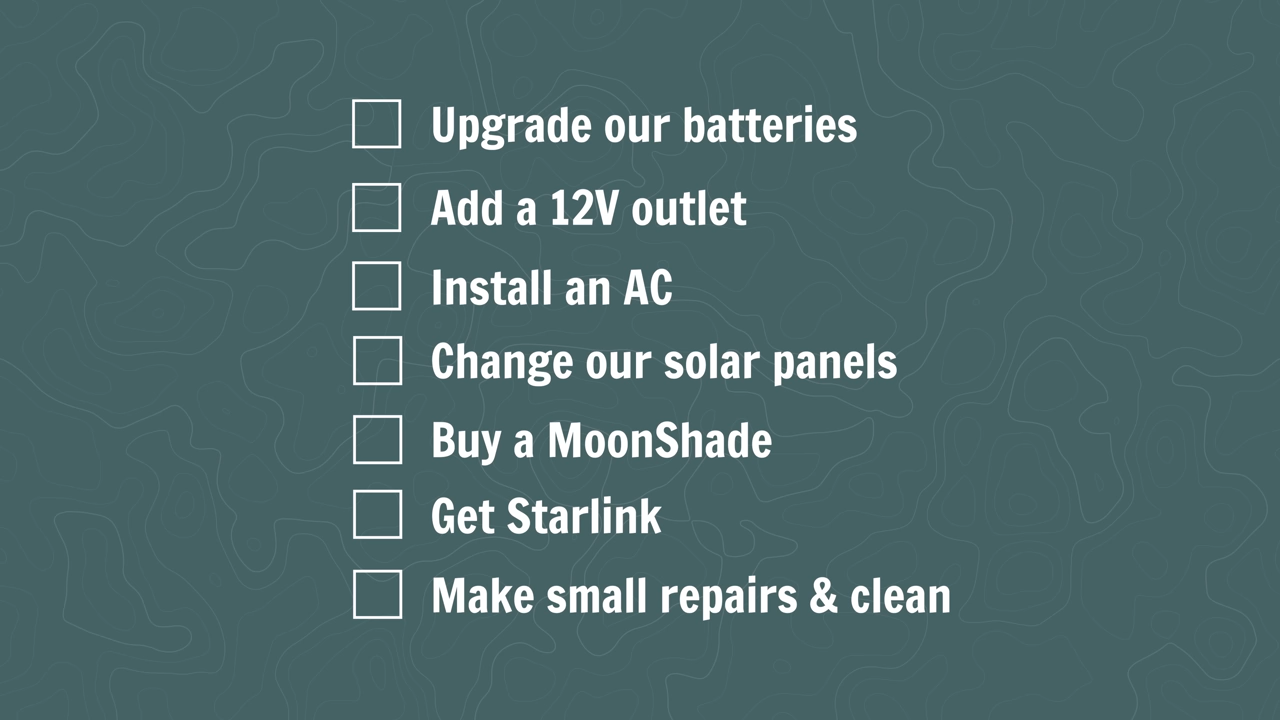 Upgrade our batteries
Add a 12V outlet
Install an AC
Change our solar panels
Buy a MoonShade
Get Starlink
Make small repairs & clean